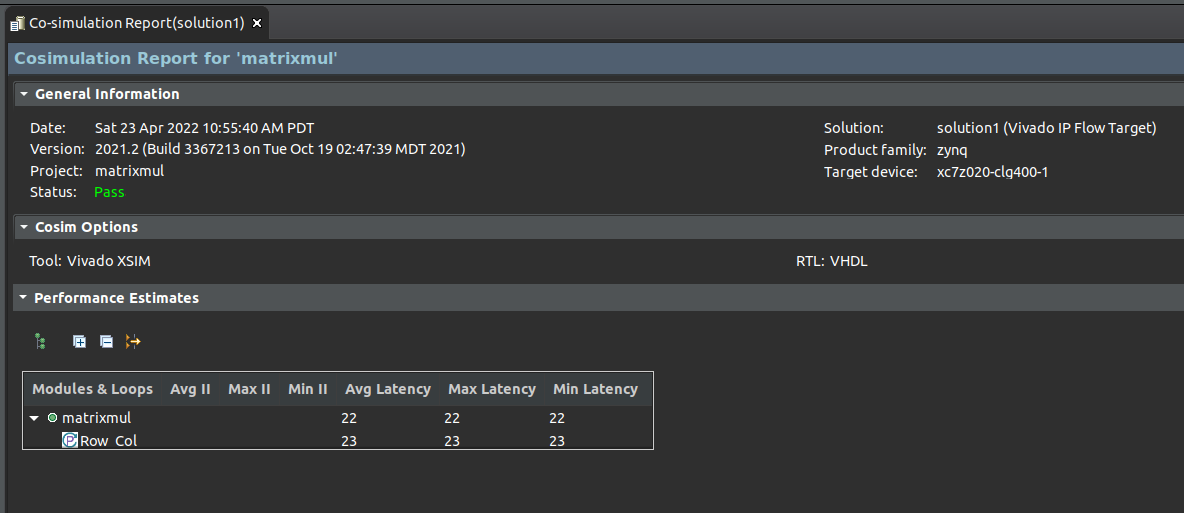 Co-simulation Report(solution1)
Cosimulation Report for 'matrixmul'
General Information
Date: Sat 23 Apr 2022 10:55:40 AM PDT
Version: 2021.2 (Build 3367213 on Tue Oct 19 02:47:39 MDT 2021)
Project: matrixmul
Status: Pass
Solution: solution1 (Vivado IP Flow Target)
Product family: zynq
Target device: xc7z020-clg400-1
Cosim Options
Tool: Vivado XSIM RTL: VHDL
Performance Estimates
Modules & Loops Avg II Max II Min II Avg Latency Max Latency Min Latency
matrixmul 22 22 22
P Row_Col 23 23 23